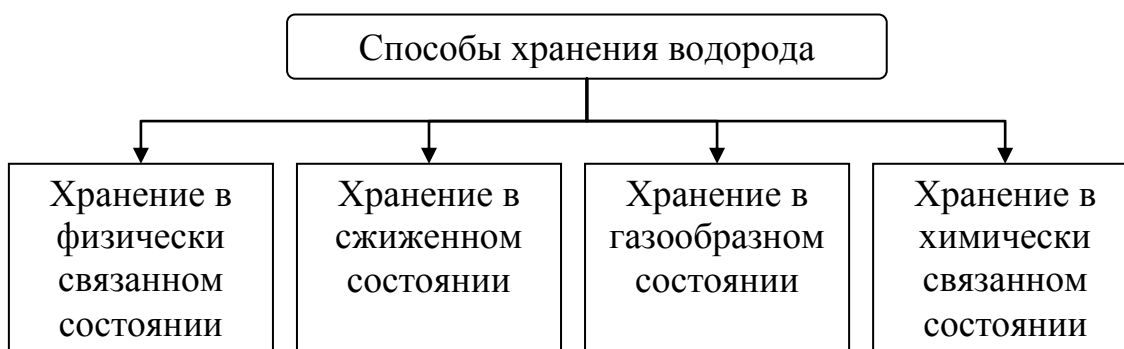 Способы хранения водорода
Хранение в
физически
связанном
состоянии
Хранение в
сжиженном
состоянии
Хранение в
газообразном
состоянии
Хранение в
химически
связанном
состоянии